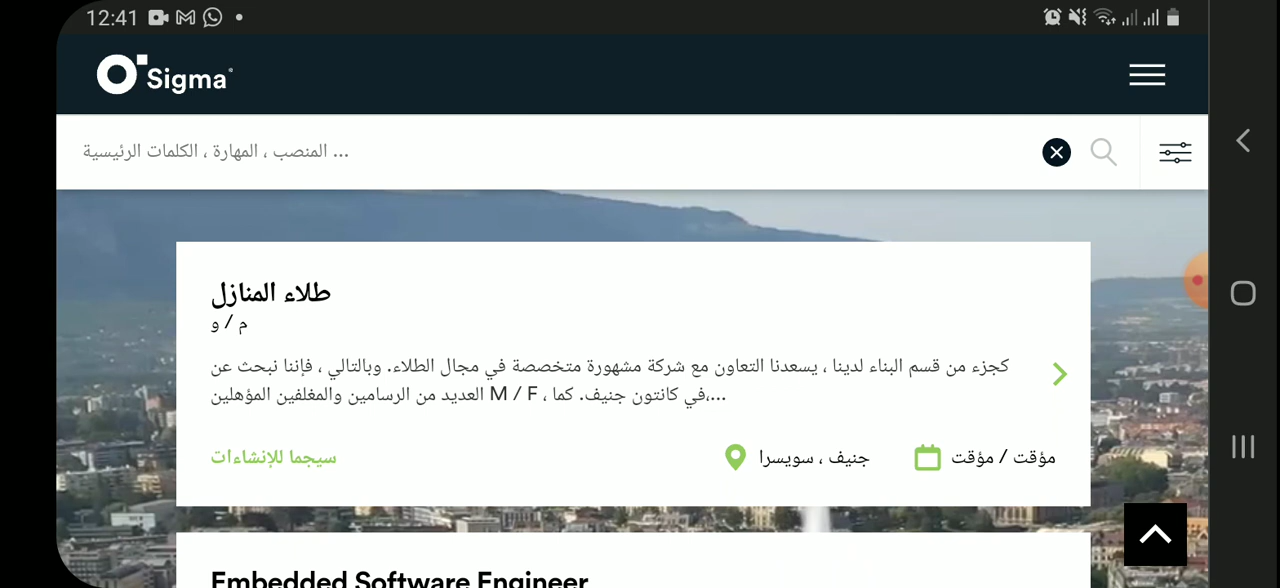 12:41
Sigma
المنصب ، المهارة ، الكلمات الرئيسية ...
طلاء المنازل
م / و
كجزء من قسم البناء لدينا ، يسعدنا التعاون مع شركة مشهورة متخصصة في مجال الطلاء. وبالتالي ، فإننا نبحث عن
العديد من الرسامين والمغلفين المؤهلين M / F ، في كانتون جنيف. كما،...
سيجما للإنشاءات
جنيف ، سويسرا
مؤقت / مؤقت
Embedded Software Engineer